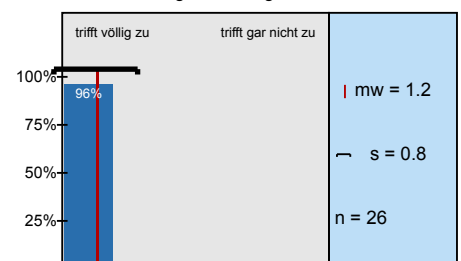 trifft völlig zu trifft gar nicht zu
100%
96%
mw = 1.2
75%
s = 0.8
50%
n = 26
25%